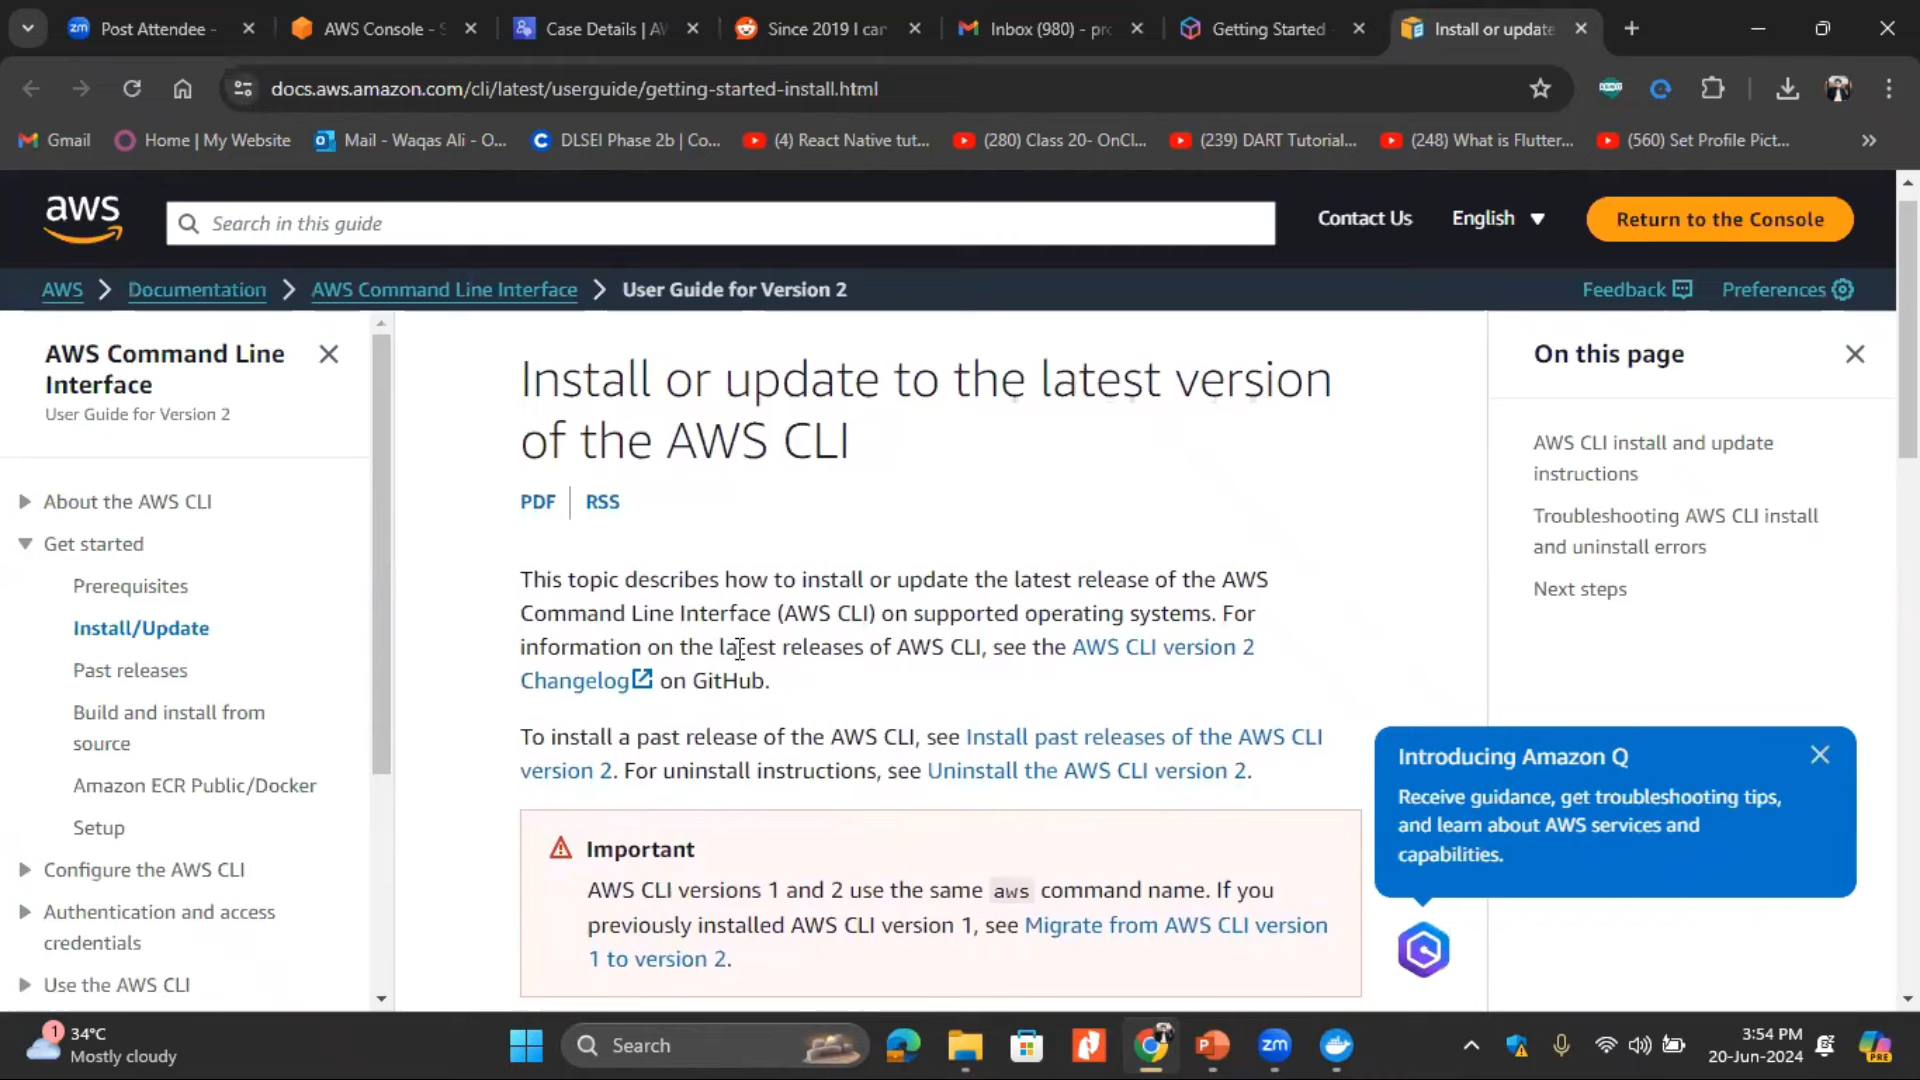 zm Post Attendee -
AWS Console - S
Case Details | AW
Since 2019 I can
Inbox (980) - pro
Getting Started
Install or update
docs.aws.amazon.com/cli/latest/userguide/getting-started-install.html
Gmail
Home | My Website
Mail - Waqas Ali - O...
DLSEI Phase 2b | Co...
(4) React Native tut...
(280) Class 20- OnCl...
(239) DART Tutorial...
(248) What is Flutter...
(560) Set Profile Pict...
aws
Search in this guide
Contact Us
English
Return to the Console
AWS
Documentation
AWS Command Line Interface
User Guide for Version 2
Feedback
Preferences
AWS Command Line
Interface
User Guide for Version 2
About the AWS CLI
Get started
Prerequisites
Install/Update
Past releases
Build and install from
source
Amazon ECR Public/Docker
Setup
Configure the AWS CLI
Authentication and access
credentials
Use the AWS CLI
Install or update to the latest version
of the AWS CLI
PDF
RSS
This topic describes how to install or update the latest release of the AWS
Command Line Interface (AWS CLI) on supported operating systems. For
information on the latest releases of AWS CLI, see the AWS CLI version 2
Changelog on GitHub.
To install a past release of the AWS CLI, see Install past releases of the AWS CLI
version 2. For uninstall instructions, see Uninstall the AWS CLI version 2.
Important
AWS CLI versions 1 and 2 use the same aws command name. If you
previously installed AWS CLI version 1, see Migrate from AWS CLI version
1 to version 2.
On this page
AWS CLI install and update
instructions
Troubleshooting AWS CLI install
and uninstall errors
Next steps
Introducing Amazon Q
Receive guidance, get troubleshooting tips,
and learn about AWS services and
capabilities.
1
34°C
Mostly cloudy
Search
zm
3:54 PM
20-Jun-2024
PRE